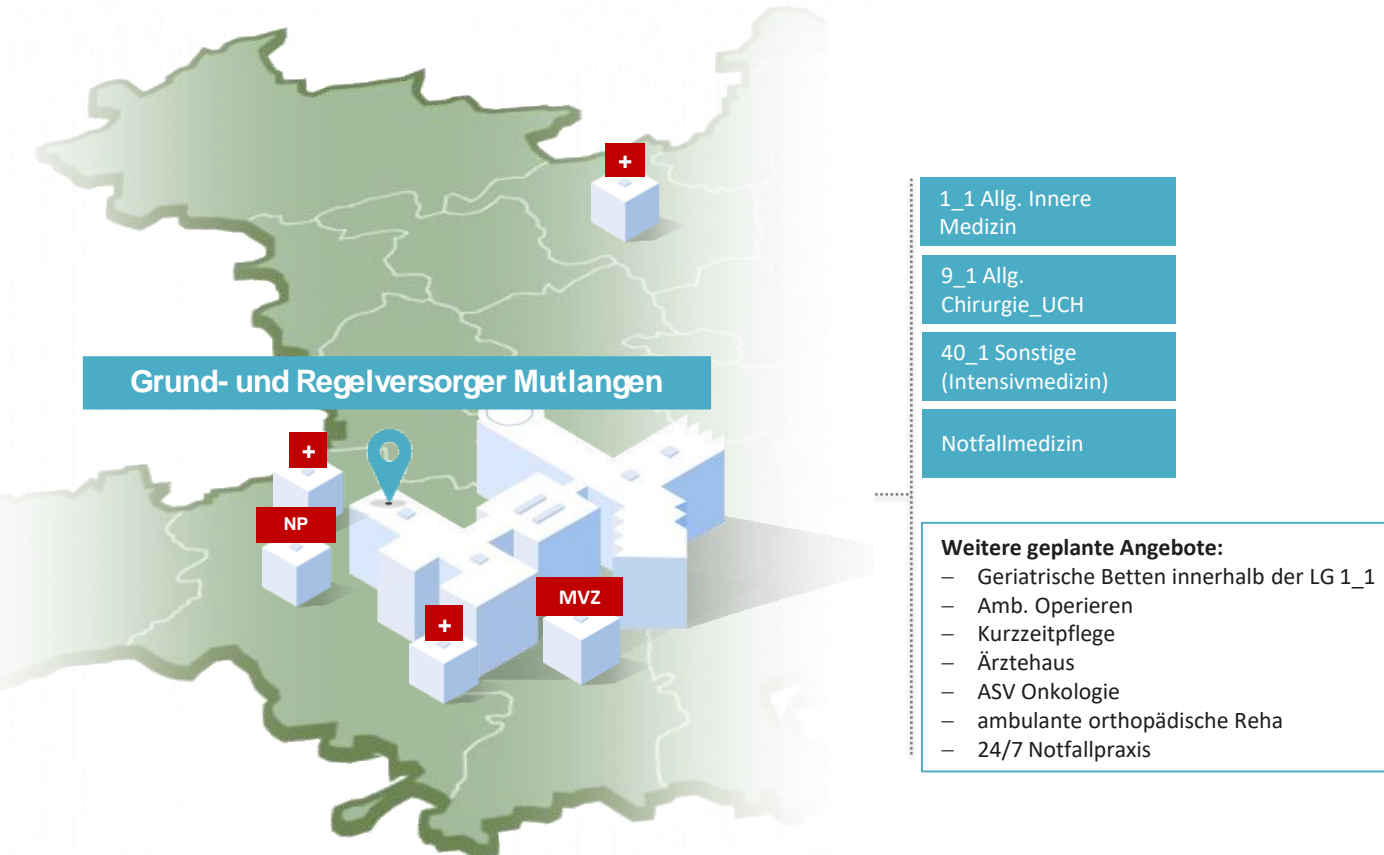 +
1_1 Allg. Innere
Medizin
9_1 Allg.
Chirurgie_UCH
40_1 Sonstige
(Intensivmedizin)
Notfallmedizin
Grund- und Regelversorger Mutlangen
+
NP
MVZ
+
Weitere geplante Angebote:
– Geriatrische Betten innerhalb der LG 1_1
– Amb. Operieren
– Kurzzeitpflege
– Ärztehaus
– ASV Onkologie
– ambulante orthopädische Reha
– 24/7 Notfallpraxis